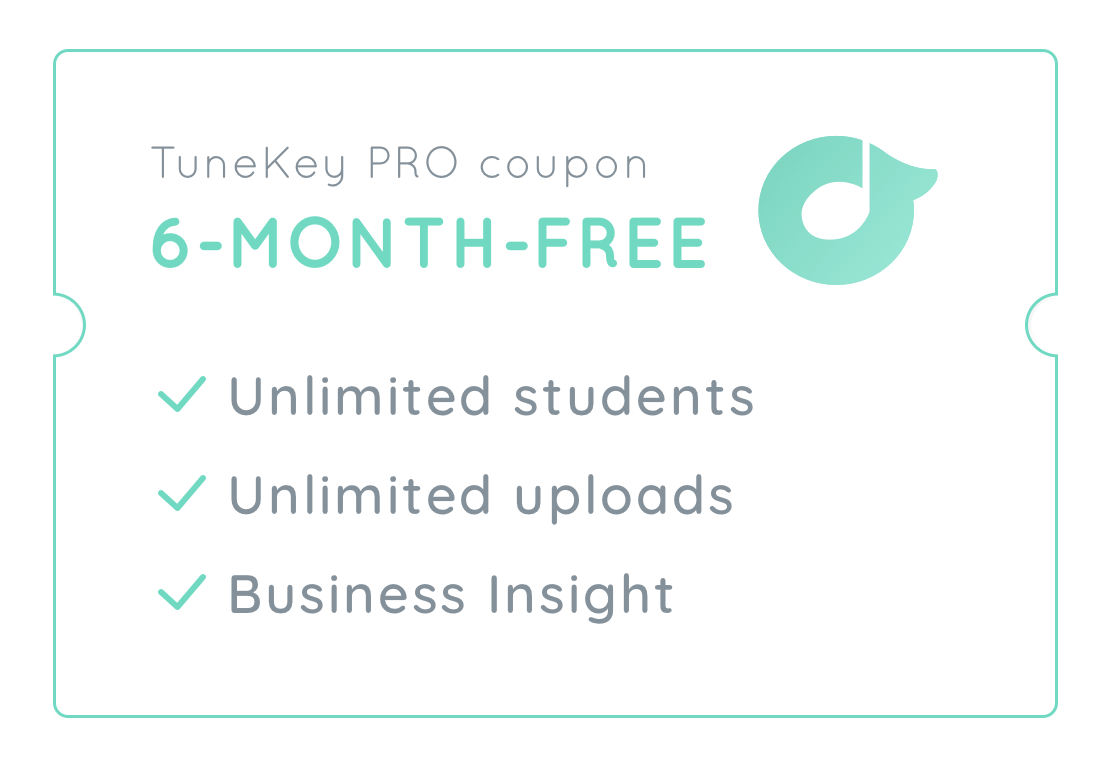 TuneKey PRO coupon
6-MONTH-FREE
Unlimited students
Unlimited uploads
Business Insight